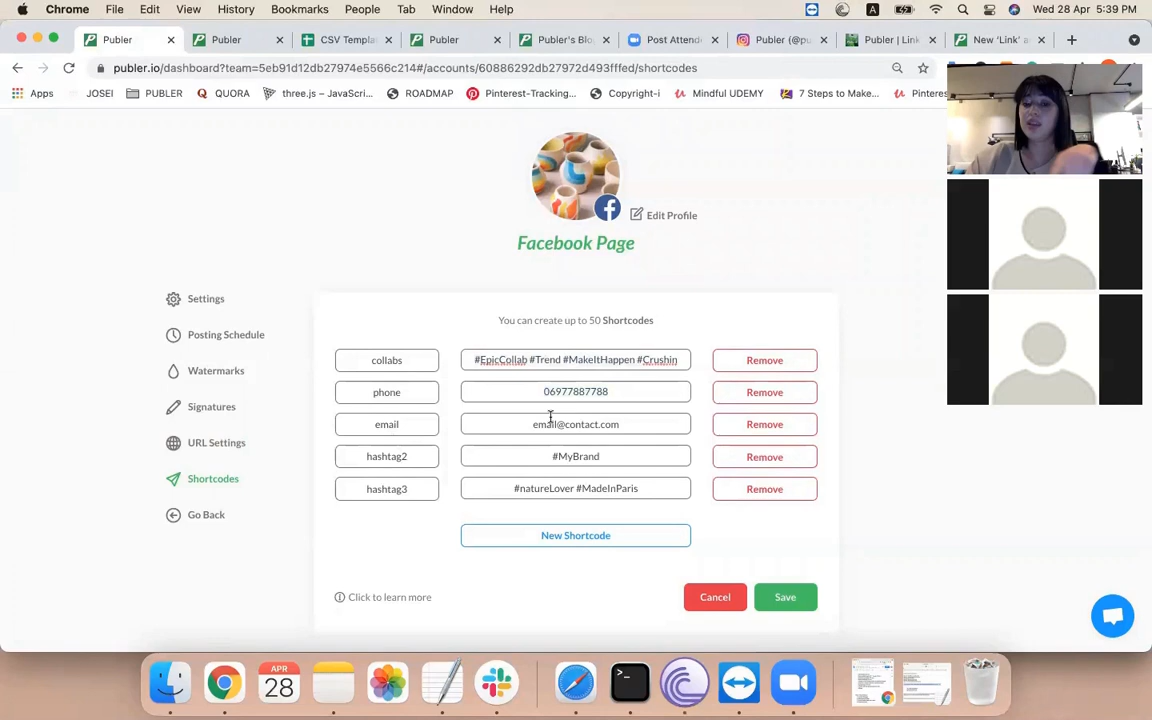 Chrome File Edit View History Bookmarks People Tab Window Help A Wed 28 Apr 5:39 PM
Publer Publer CSV Templa Publer Publer's Blo Post Attend Publer (@pu Publer | Link New 'Link' a
publer.io/dashboard?team=5eb91d12db27974e5566c214#/accounts/60886292db27972d493fffed/shortcodes
Apps JOSEI PUBLER QUORA three.js – JavaScri... ROADMAP Pinterest-Tracking... Copyright-i Mindful UDEMY 7 Steps to Make... Pinteres
Edit Profile
Facebook Page
Settings
Posting Schedule
Watermarks
Signatures
URL Settings
Shortcodes
Go Back
You can create up to 50 Shortcodes
collabs #EpicCollab #Trend #MakeItHappen #Crushin Remove
phone 06977887788 Remove
email email@contact.com Remove
hashtag2 #MyBrand Remove
hashtag3 #natureLover #MadeInParis Remove
New Shortcode
Click to learn more Cancel Save
APR
28